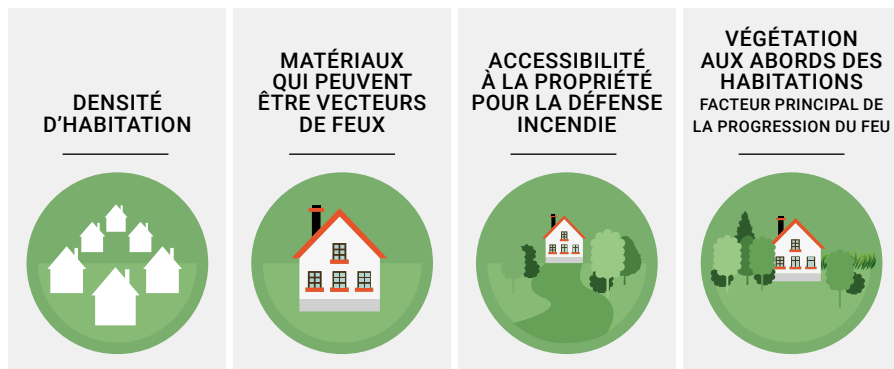 DENSITÉ
D'HABITATION
MATÉRIAUX
QUI PEUVENT
ÊTRE VECTEURS
DE FEUX
ACCESSIBILITÉ
À LA PROPRIÉTÉ
POUR LA DÉFENSE
INCENDIE
VÉGÉTATION
AUX ABORDS DES
HABITATIONS
FACTEUR PRINCIPAL DE
LA PROGRESSION DU FEU